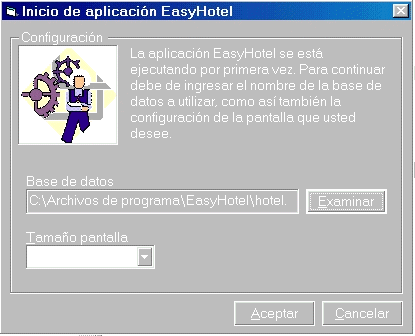 Inicio de aplicación EasyHotel
Configuración
La aplicación EasyHotel se está
ejecutando por primera vez. Para continuar
debe de ingresar el nombre de la base de
datos a utilizar, como así también la
configuración de la pantalla que usted
desee.
Base de datos
C:\Archivos de programa\EasyHotel\hotel.
Examinar
Tamaño pantalla
Aceptar
Cancelar